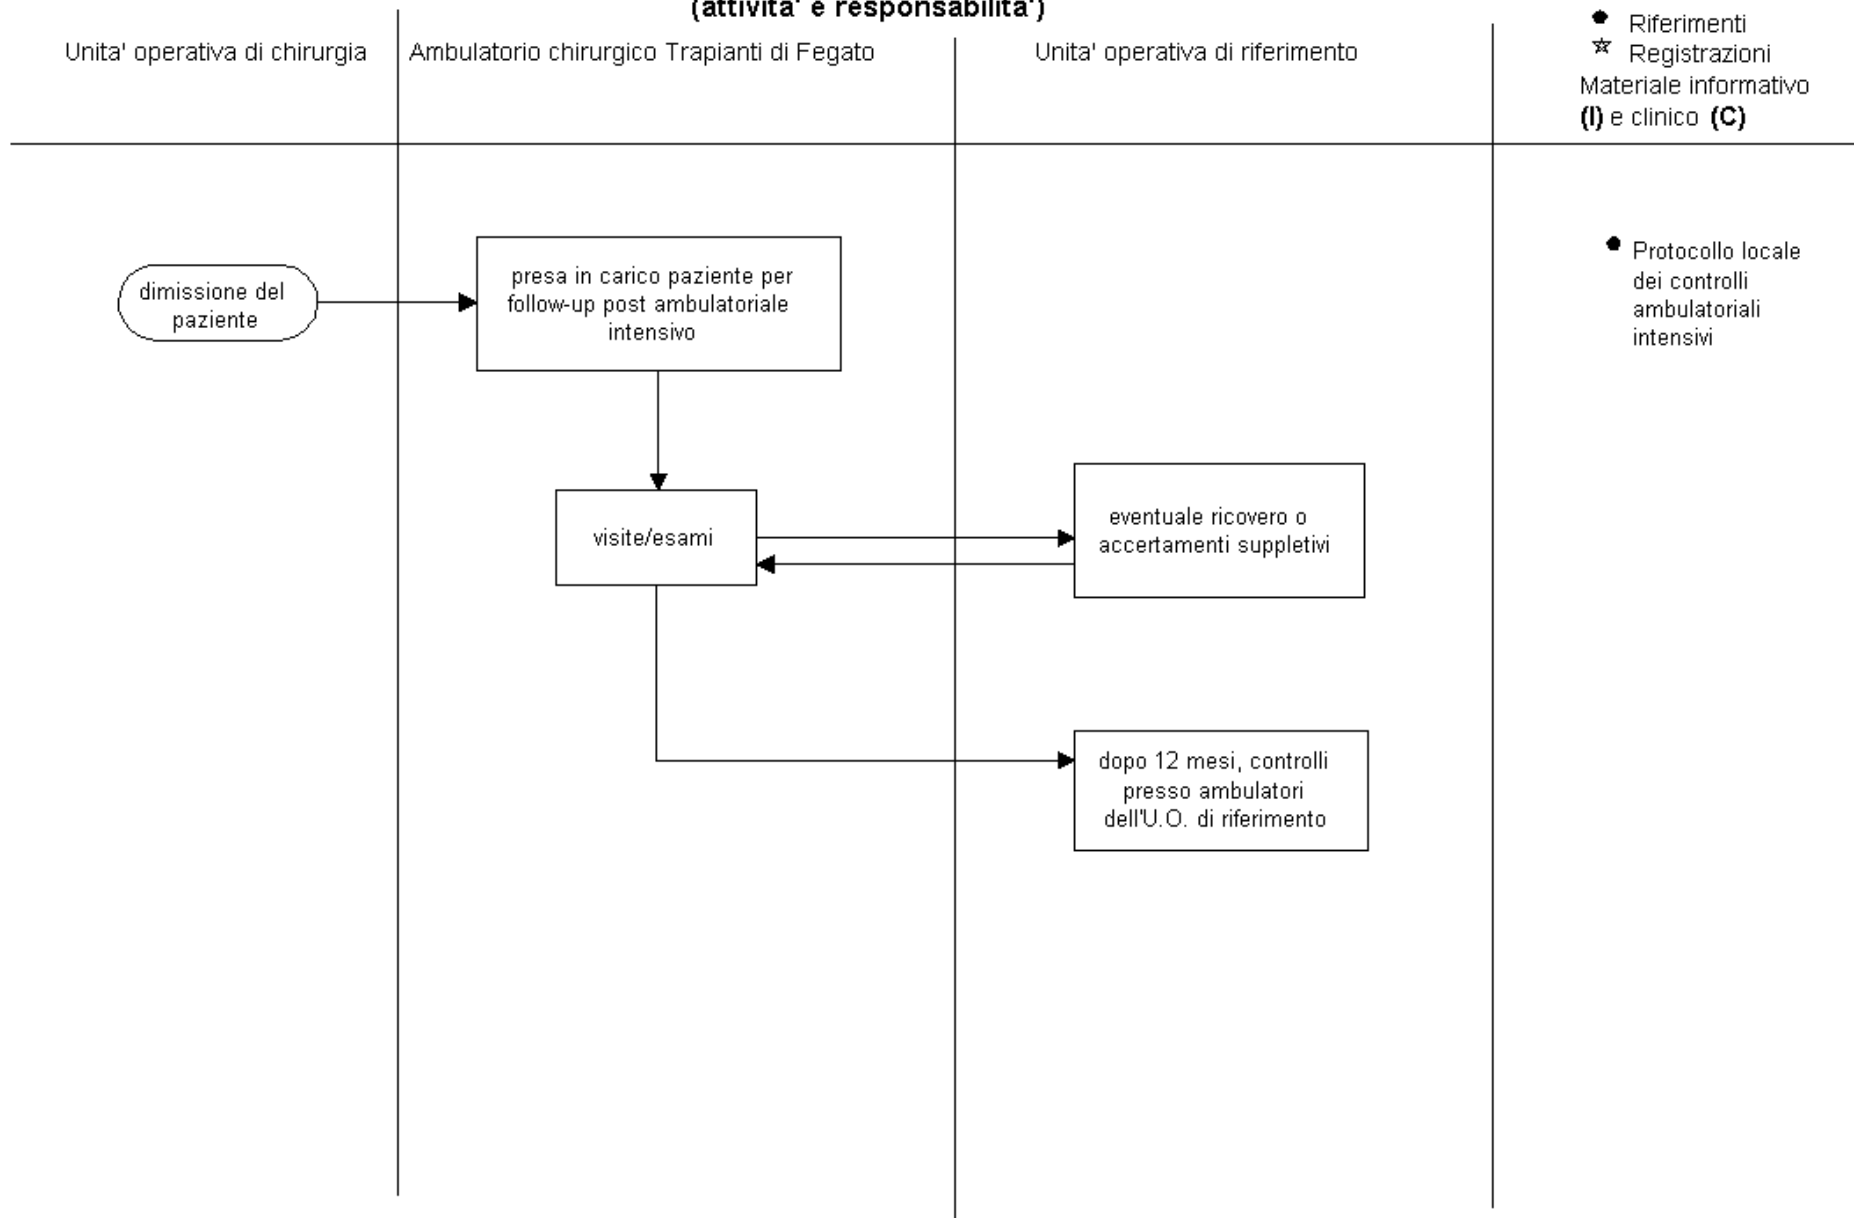 (attivita' e responsabilita')
Unita' operativa di chirurgia
Ambulatorio chirurgico Trapianti di Fegato
Unita' operativa di riferimento
Riferimenti
Registrazioni
Materiale informativo
(I) e clinico (C)
dimissione del
paziente
presa in carico paziente per
follow-up post ambulatoriale
intensivo
Protocollo locale
dei controlli
ambulatoriali
intensivi
visite/esami
eventuale ricovero o
accertamenti suppletivi
dopo 12 mesi, controlli
presso ambulatori
dell'U.O. di riferimento